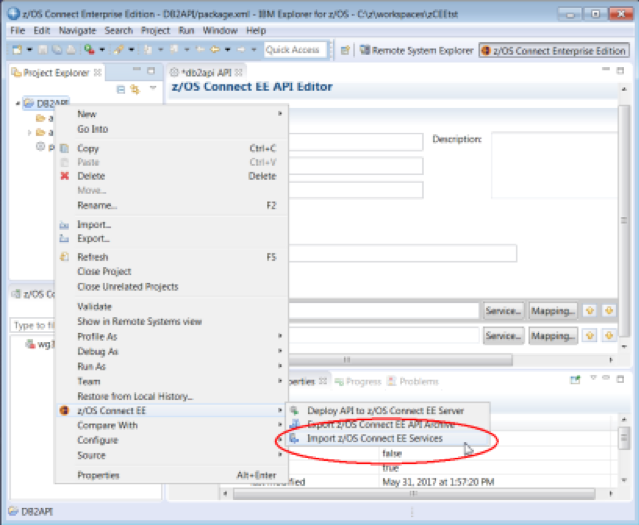 z/OS Connect Enterprise Edition - DB2API/package.xml - IBM Explorer for z/OS - C:\z\workspaces\zCEEtst
File Edit Navigate Search Project Run Window Help
Quick Access Remote System Explorer z/OS Connect Enterprise Edition
Project Explorer
*db2api API
z/OS Connect EE API Editor
DB2API
Description:
New
Go Into
Copy Ctrl+C
Paste Ctrl+V
Delete Delete
Move...
Rename... F2
Import...
Export...
Refresh F5
Close Project
Close Unrelated Projects
z/OS Co
Validate
Service... Mapping...
Show in Remote Systems view
Type to fil
Profile As
Service... Mapping...
wg3
Debug As
Run As
Team
perties Progress Problems
Restore from Local History...
z/OS Connect EE
Deploy API to z/OS Connect EE Server
Compare With
Export z/OS Connect EE API Archive
Configure
Import z/OS Connect EE Services
Source
false
true
Properties Alt+Enter
last modified May 31, 2017 at 1:57:20 PM
DB2API